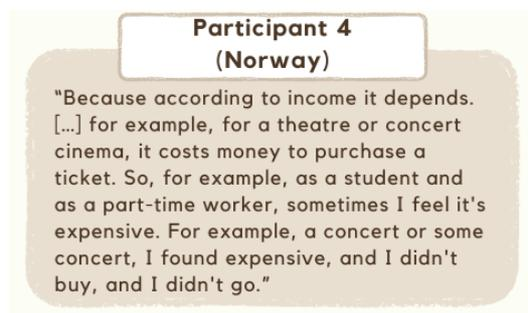 Participant 4
(Norway)
"Because according to income it depends.
[...] for example, for a theatre or concert
cinema, it costs money to purchase a
ticket. So, for example, as a student and
as a part-time worker, sometimes I feel it's
expensive. For example, a concert or some
concert, I found expensive, and I didn't
buy, and I didn't go."